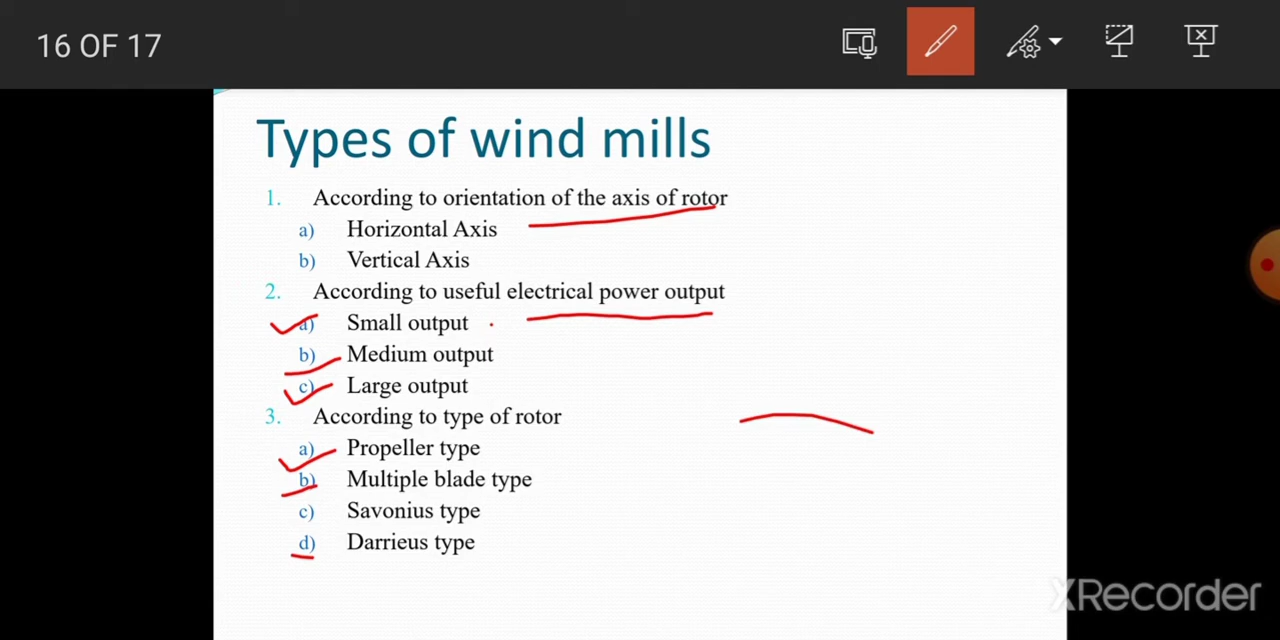 16 OF 17
Types of wind mills
1. According to orientation of the axis of rotor
a) Horizontal Axis
b) Vertical Axis
2. According to useful electrical power output
a) Small output
b) Medium output
c) Large output
3. According to type of rotor
a) Propeller type
b) Multiple blade type
c) Savonius type
d) Darrieus type
XRecorder